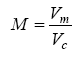 M = V_m / V_c